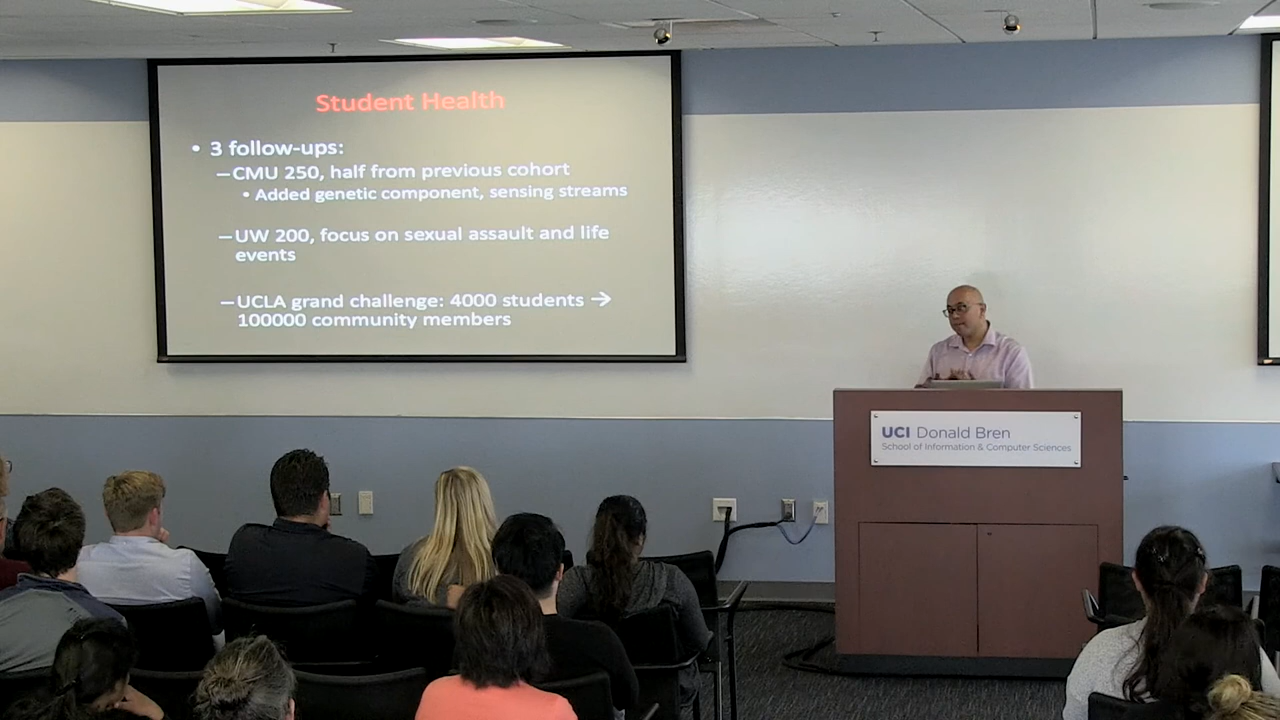 Student Health
• 3 follow-ups:
–CMU 250, half from previous cohort
• Added genetic component, sensing streams
–UW 200, focus on sexual assault and life
events
–UCLA grand challenge: 4000 students →
100000 community members
UCI Donald Bren
School of Information & Computer Sciences